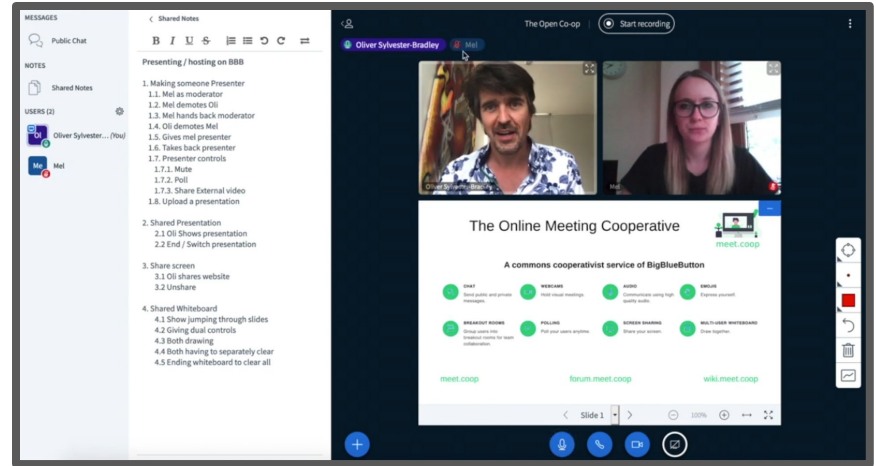 MESSAGES
Public Chat
NOTES
Shared Notes
USERS (2)
OI Oliver Sylvester... (You)
Me Mel
Shared Notes
B I U S
Presenting / hosting on BBB
1. Making someone Presenter
1.1. Mel as moderator
1.2. Mel demotes Oli
1.3. Mel hands back moderator
1.4. Oli demotes Mel
1.5. Gives mel presenter
1.6. Takes back presenter
1.7. Presenter controls
1.7.1. Mute
1.7.2. Poll
1.7.3. Share External video
1.8. Upload a presentation
2. Shared Presentation
2.1 Oli Shows presentation
2.2 End / Switch presentation
3. Share screen
3.1 Oli shares website
3.2 Unshare
4. Shared Whiteboard
4.1 Show jumping through slides
4.2 Giving dual controls
4.3 Both drawing
4.4 Both having to separately clear
4.5 Ending whiteboard to clear all
The Open Co-op
Start recording
Oliver Sylvester-Bradley
Mel
Oliver Sylvester-Bradley
Mel
The Online Meeting Cooperative
meet.coop
A commons cooperativist service of BigBlueButton
CHAT
Send public and private
messages.
WEBCAMS
Hold visual meetings.
AUDIO
Communicate using high
quality audio.
EMOJIS
Express yourself.
BREAKOUT ROOMS
Group users into
breakout rooms for team
collaboration.
POLLING
Poll your users anytime.
SCREEN SHARING
Share your screen.
MULTI-USER WHITEBOARD
Draw together.
meet.coop
forum.meet.coop
wiki.meet.coop
Slide 1
100%